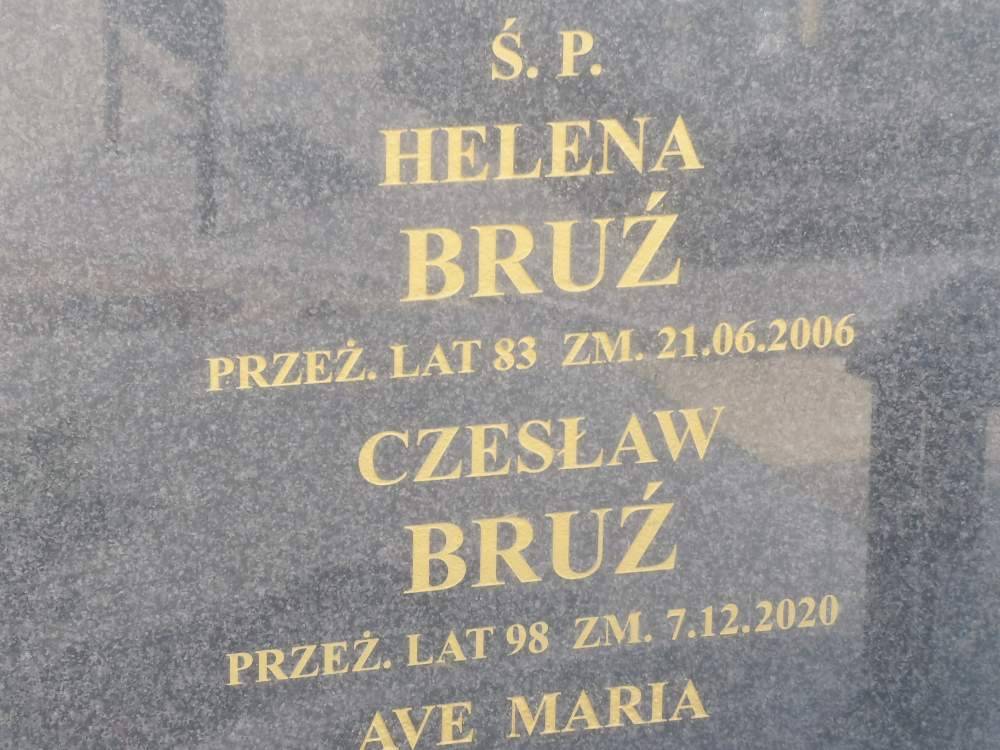 Ś. P.
HELENA
BRUŹ
PRZEŻ. LAT 83 ZM. 21.06.2006
CZESŁAW
BRUŹ
PRZEŻ. LAT 98 ZM. 7.12.2020
AVE MARIA